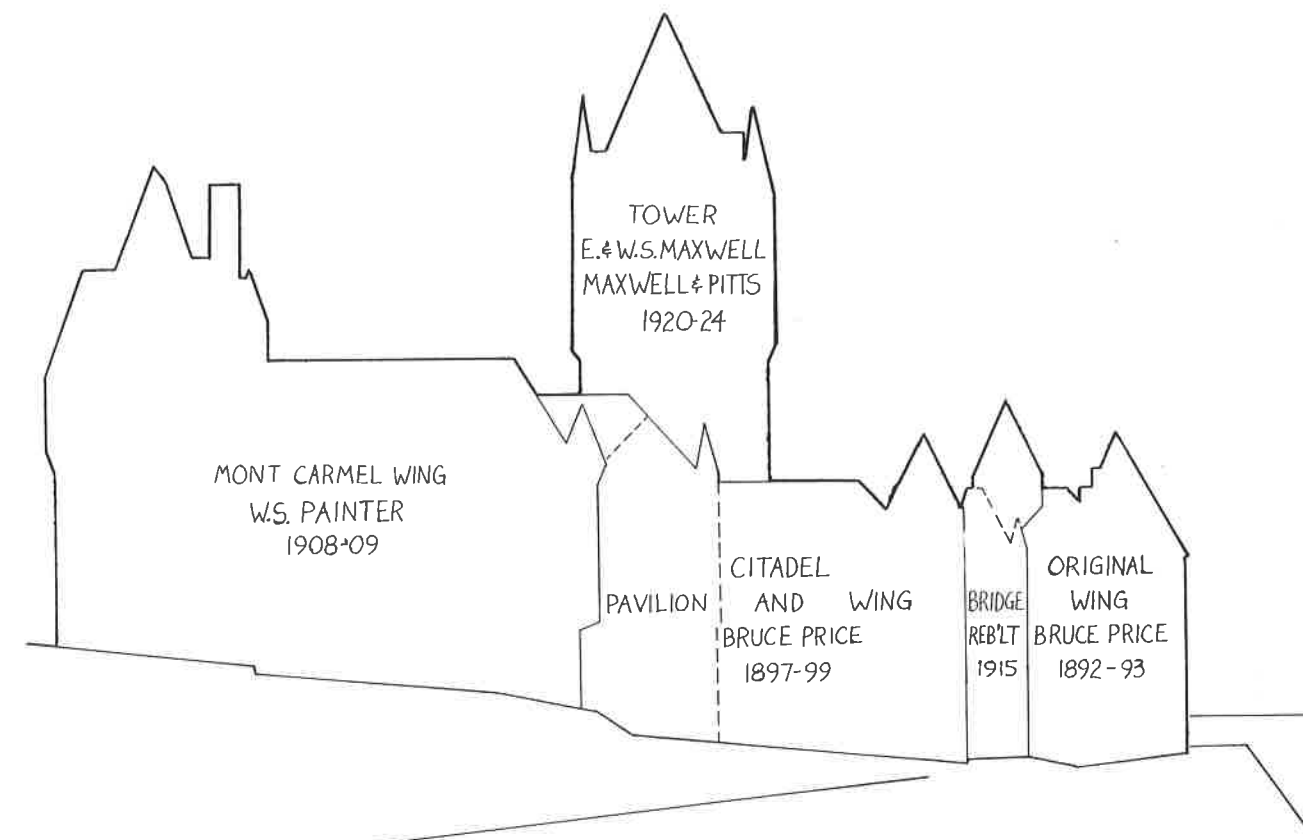 TOWER
E. & W.S. MAXWELL
MAXWELL & PITTS
1920-24
MONT CARMEL WING
W.S. PAINTER
1908-09
PAVILION
CITADEL
AND WING
BRUCE PRICE
1897-99
BRIDGE
REB'LT
1915
ORIGINAL
WING
BRUCE PRICE
1892-93